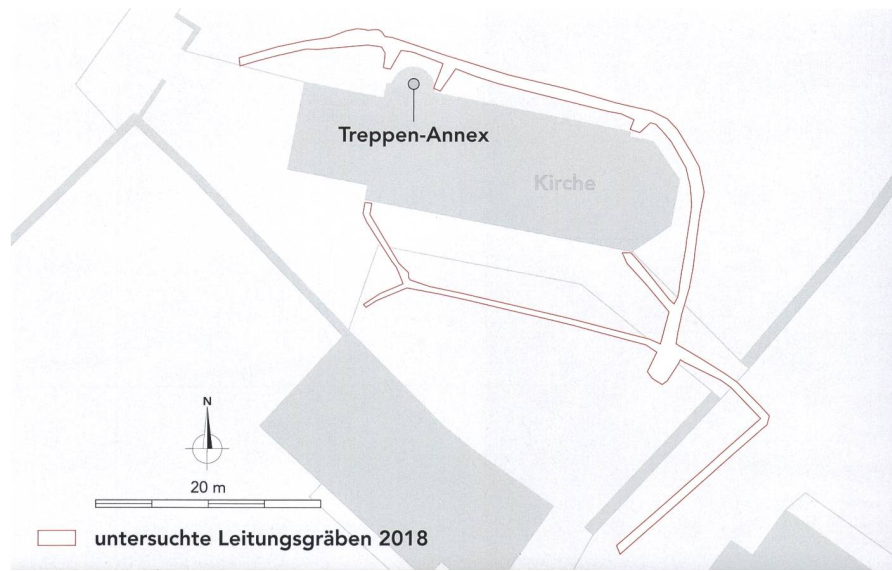 Treppen-Annex
Kirche
N
20 m
untersuchte Leitungsgräben 2018